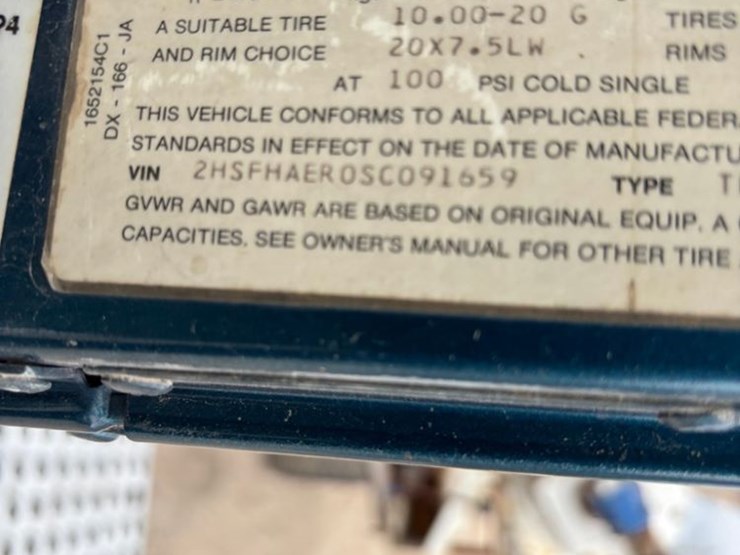 P4
1652154C1
DX - 166 - JA
A SUITABLE TIRE 10.00-20 G TIRES
AND RIM CHOICE 20X7.5LW . RIMS
AT 100 PSI COLD SINGLE
THIS VEHICLE CONFORMS TO ALL APPLICABLE FEDER
STANDARDS IN EFFECT ON THE DATE OF MANUFACTU
VIN 2HSFHAER0SC091659 TYPE T
GVWR AND GAWR ARE BASED ON ORIGINAL EQUIP. A
CAPACITIES. SEE OWNER'S MANUAL FOR OTHER TIRE